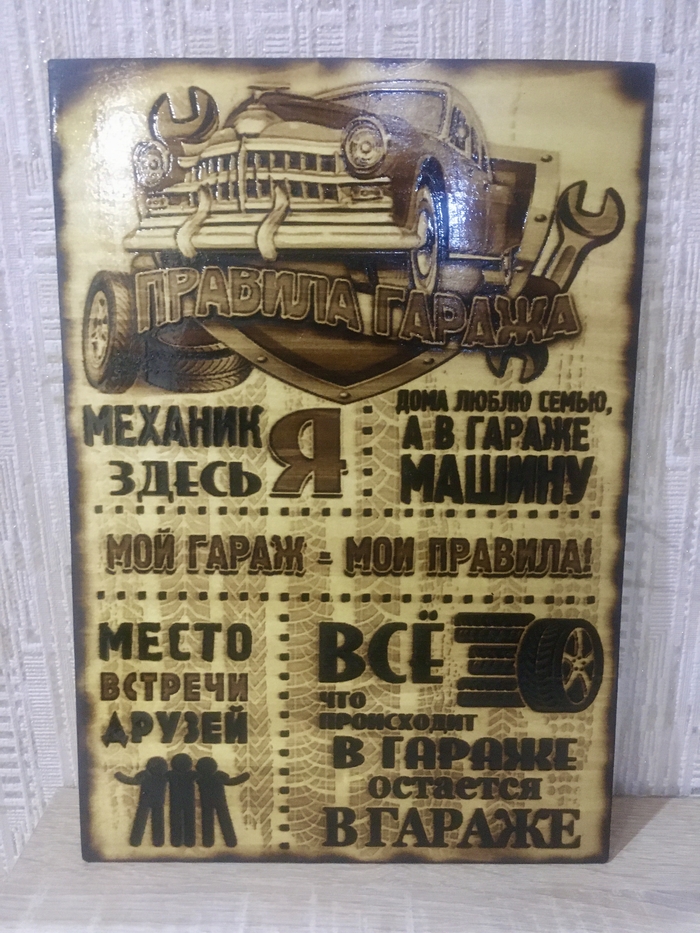 ПРАВИЛА ГАРАЖА
МЕХАНИК
ЗДЕСЬ
Я
ДОМА ЛЮБЛЮ СЕМЬЮ,
А В ГАРАЖЕ
МАШИНУ
МОЙ ГАРАЖ - МОИ ПРАВИЛА!
МЕСТО
ВСТРЕЧИ
ДРУЗЕЙ
ВСЁ
ЧТО
ПРОИСХОДИТ
В ГАРАЖЕ
остается
В ГАРАЖЕ